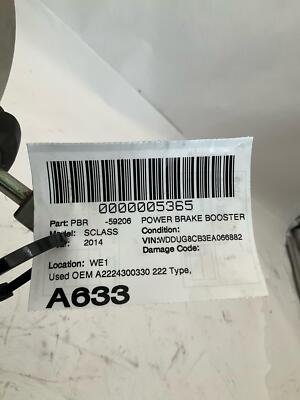 0000005365
Part: PBR -59206 POWER BRAKE BOOSTER
Model: SCLASS Condition:
2014 VIN:WDDUG8CB3EA066882
Damage Code:
Location: WE1
Used OEM A2224300330 222 Type,
A633